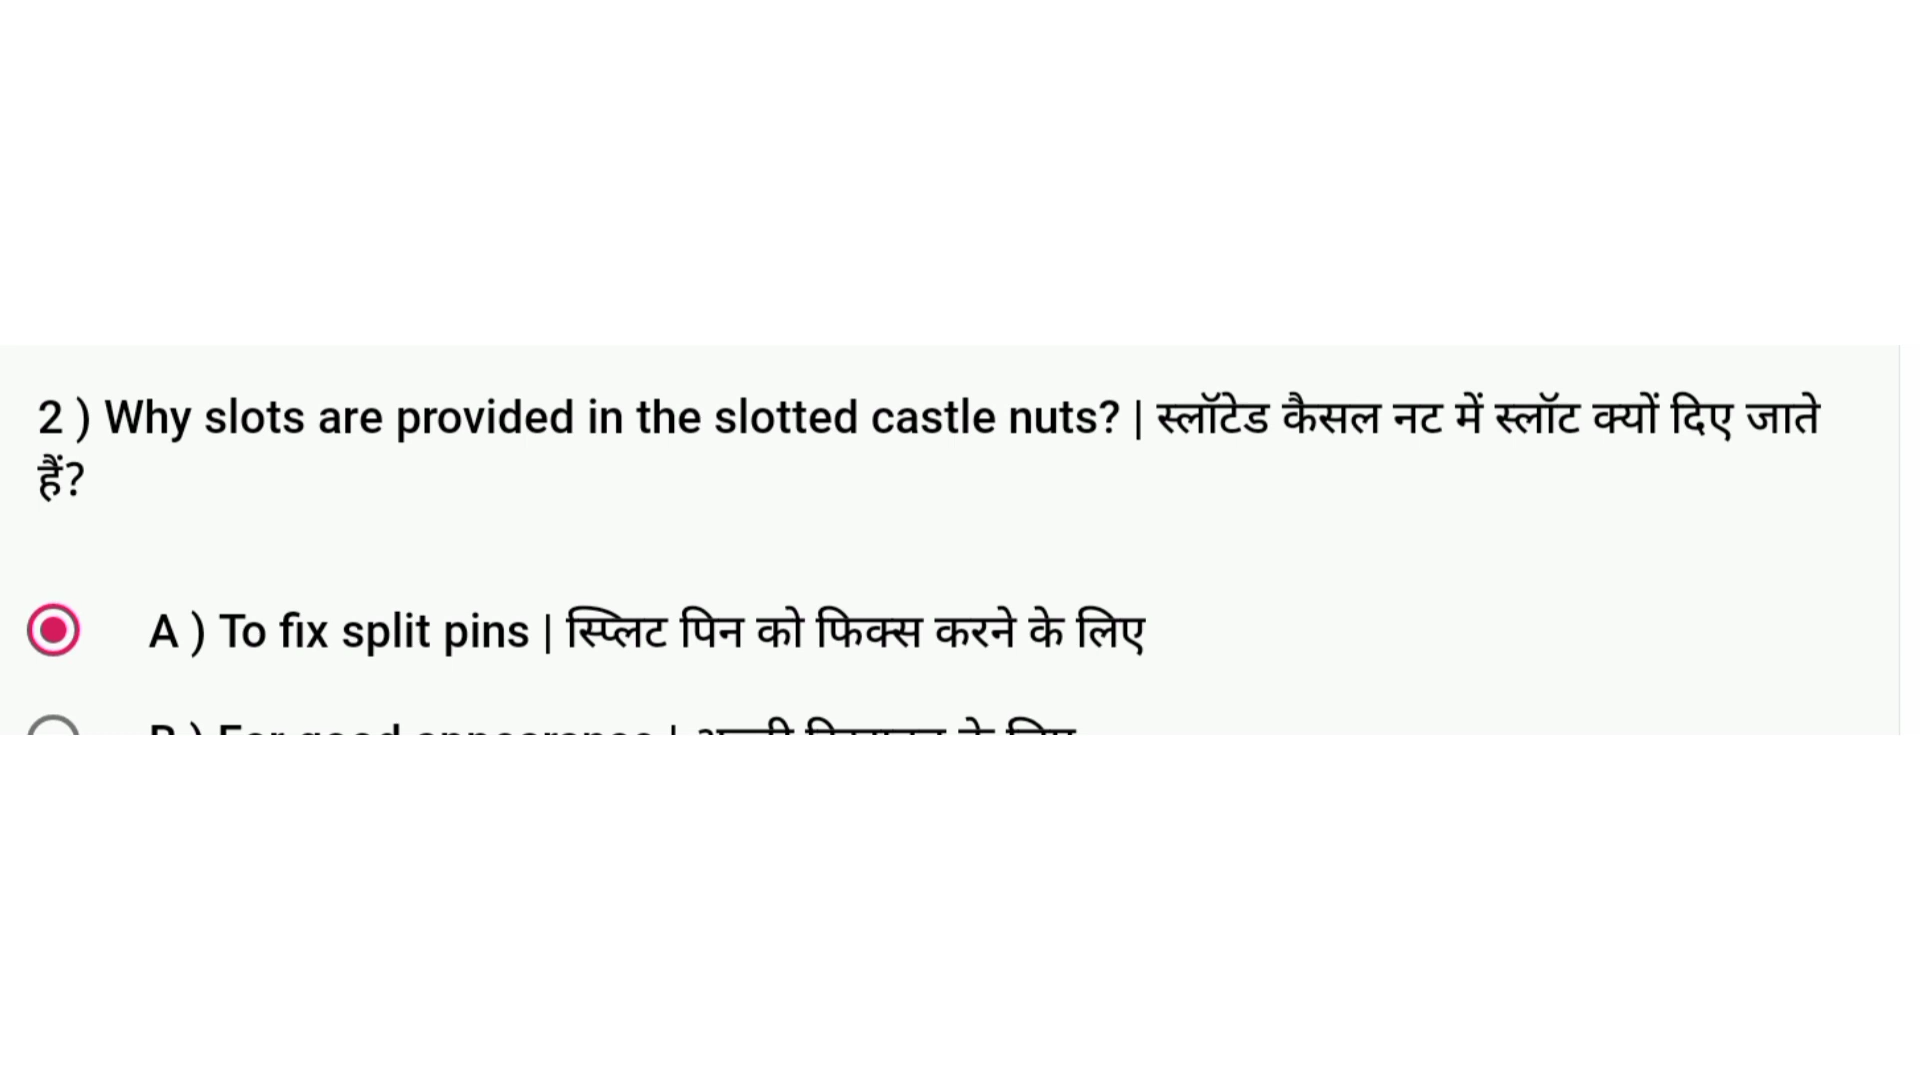 2 ) Why slots are provided in the slotted castle nuts? | स्लॉटेड कैसल नट में स्लॉट क्यों दिए जाते
हैं?
A ) To fix split pins | स्प्लिट पिन को फिक्स करने के लिए